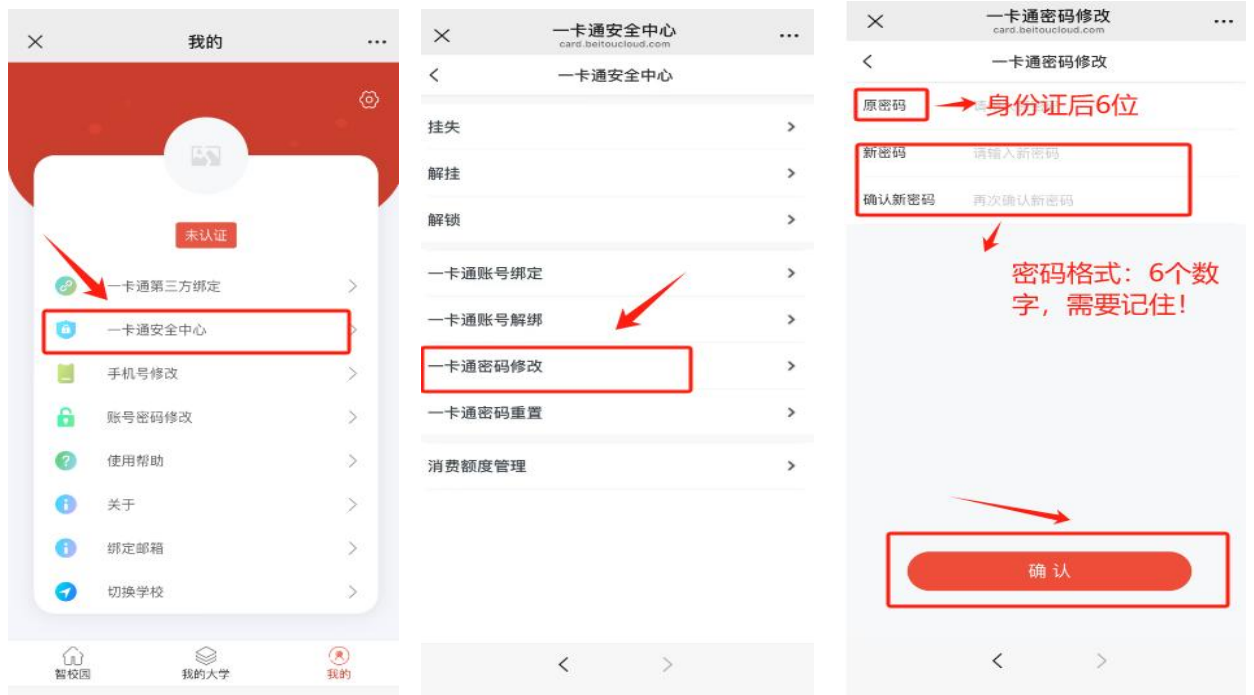 我的
未认证
一卡通第三方绑定
一卡通安全中心
手机号修改
账号密码修改
使用帮助
关于
绑定邮箱
切换学校
智校园
我的大学
我的
一卡通安全中心
card.beitoucloud.com
一卡通安全中心
挂失
解挂
解锁
一卡通账号绑定
一卡通账号解绑
一卡通密码修改
一卡通密码重置
消费额度管理
一卡通密码修改
card.beitoucloud.com
一卡通密码修改
原密码
身份证后6位
新密码 请输入新密码
确认新密码 再次确认新密码
密码格式：6个数
字，需要记住！
确认